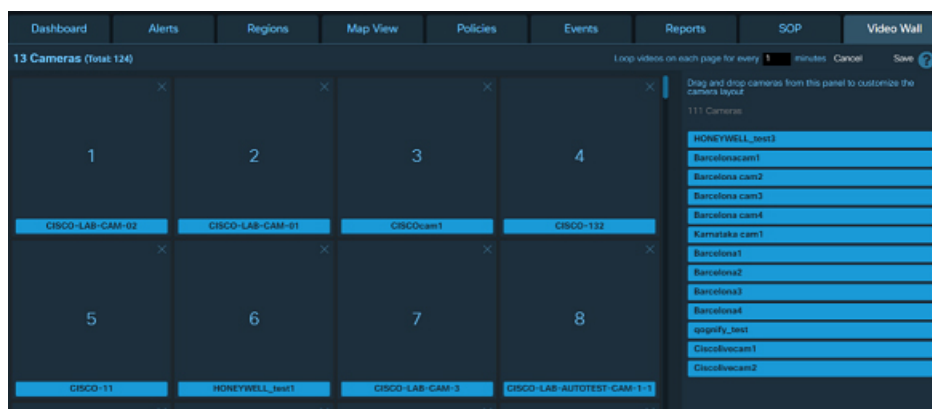 Dashboard Alerts Regions Map View Policies Events Reports SOP Video Wall
13 Cameras (Total: 124) Loop videos on each page for every 1 minutes Cancel Save ?
Drag and drop cameras from this panel to customize the
camera layout
111 Cameras
1 2 3 4
CISCO-LAB-CAM-02 CISCO-LAB-CAM-01 CISCOcam1 CISCO-132
5 6 7 8
CISCO-11 HONEYWELL_test1 CISCO-LAB-CAM-3 CISCO-LAB-AUTOTEST-CAM-1-1
HONEYWELL_test3
Barcelonacam1
Barcelona cam2
Barcelona cam3
Barcelona cam4
Karnataka cam1
Barcelona1
Barcelona2
Barcelona3
Barcelona4
qognify_test
Ciscolivecam1
Ciscolivecam2